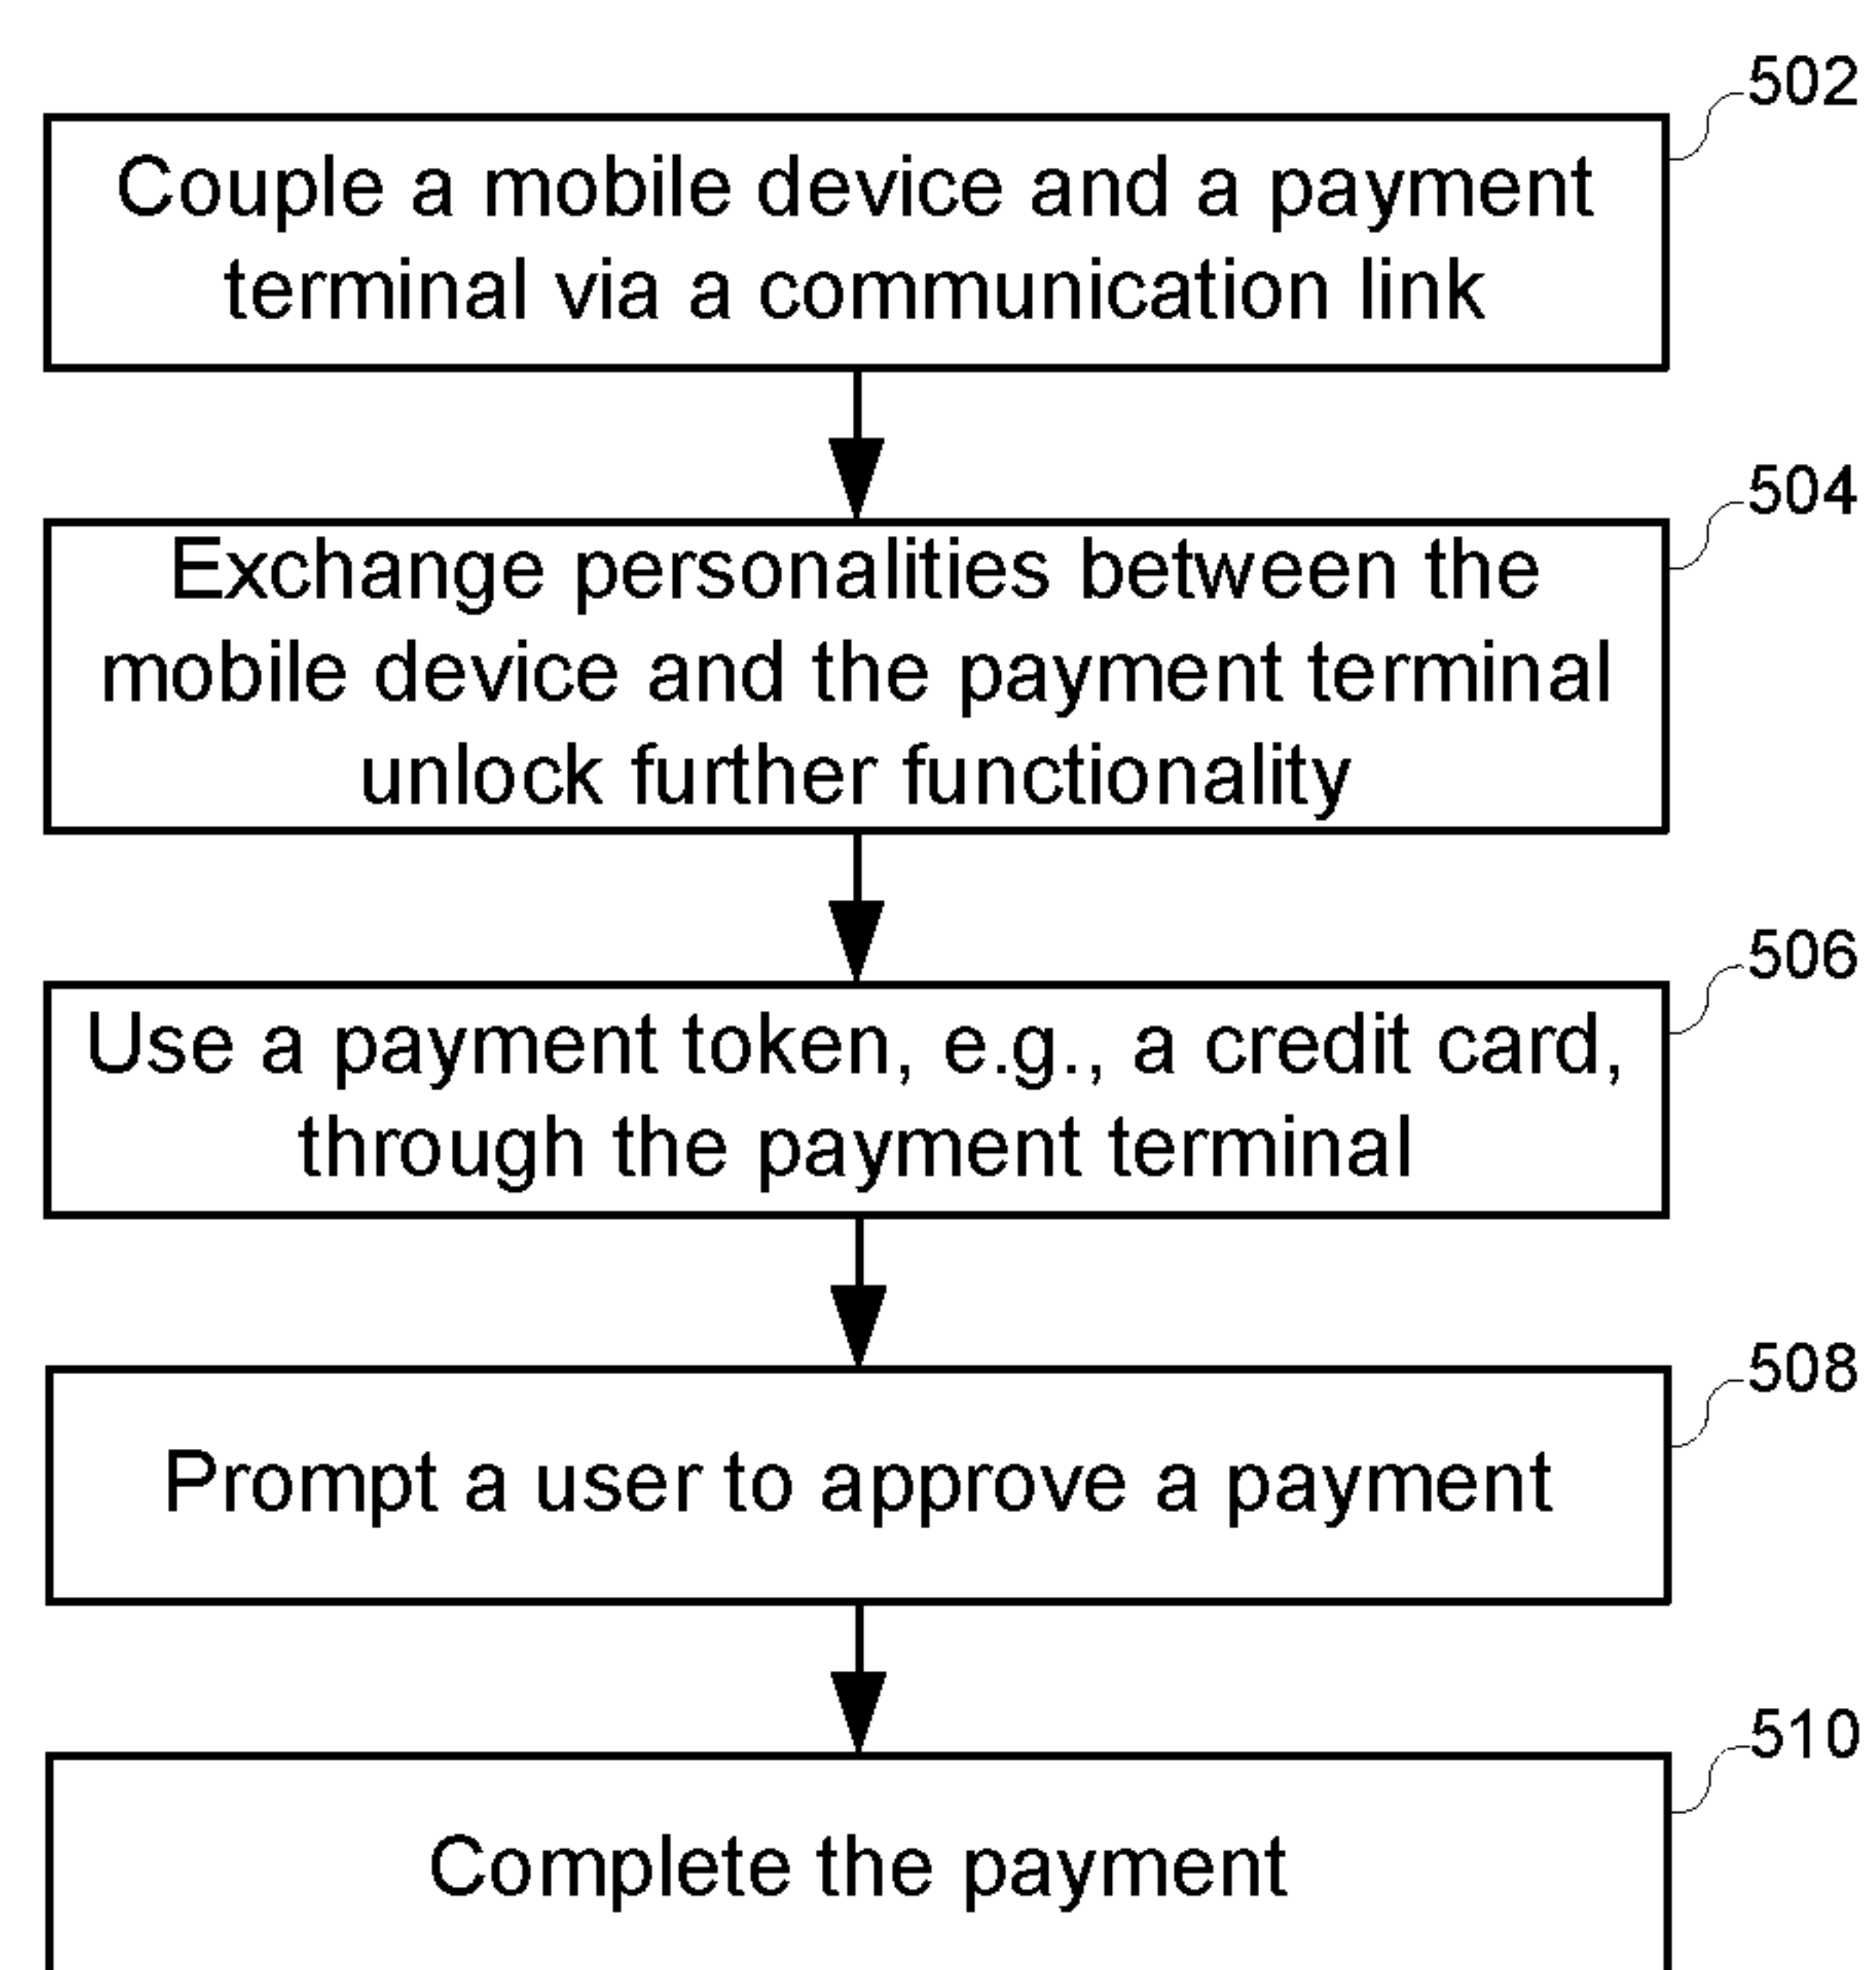 502
Couple a mobile device and a payment
terminal via a communication link
504
Exchange personalities between the
mobile device and the payment terminal
unlock further functionality
506
Use a payment token, e.g., a credit card,
through the payment terminal
508
Prompt a user to approve a payment
510
Complete the payment